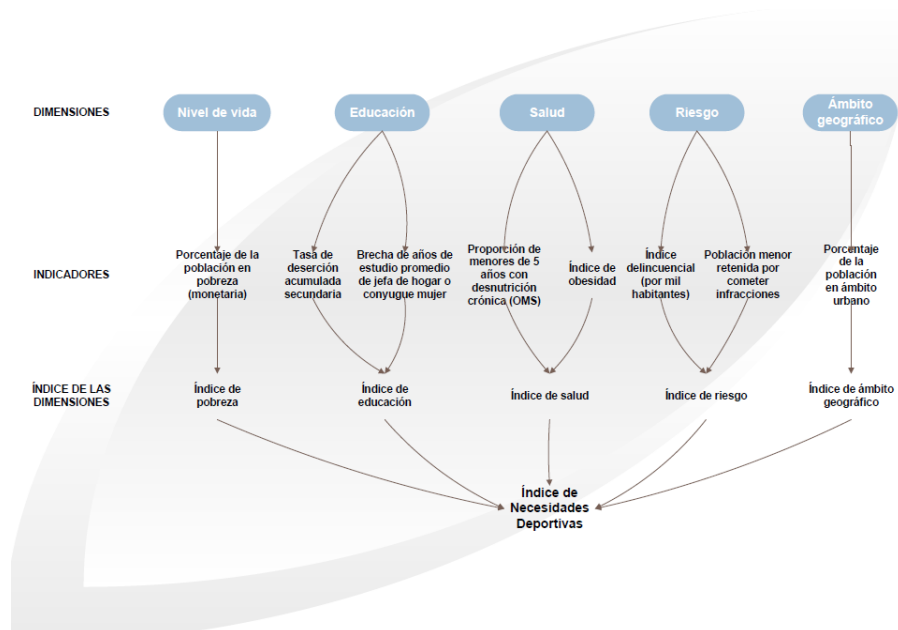 DIMENSIONES
Nivel de vida
Educación
Salud
Riesgo
Ámbito
geográfico
INDICADORES
Porcentaje de la
población en
pobreza
(monetaria)
Tasa de
deserción
acumulada
secundaria
Brecha de años de
estudio promedio
de jefa de hogar o
conyugue mujer
Proporción de
menores de 5
años con
desnutrición
crónica (OMS)
Índice de
obesidad
Índice
delincuencial
(por mil
habitantes)
Población menor
retenida por
cometer
infracciones
Porcentaje
de la
población
en ámbito
urbano
ÍNDICE DE LAS
DIMENSIONES
Índice de
pobreza
Índice de
educación
Índice de salud
Índice de riesgo
Índice de ámbito
geográfico
Índice de
Necesidades
Deportivas